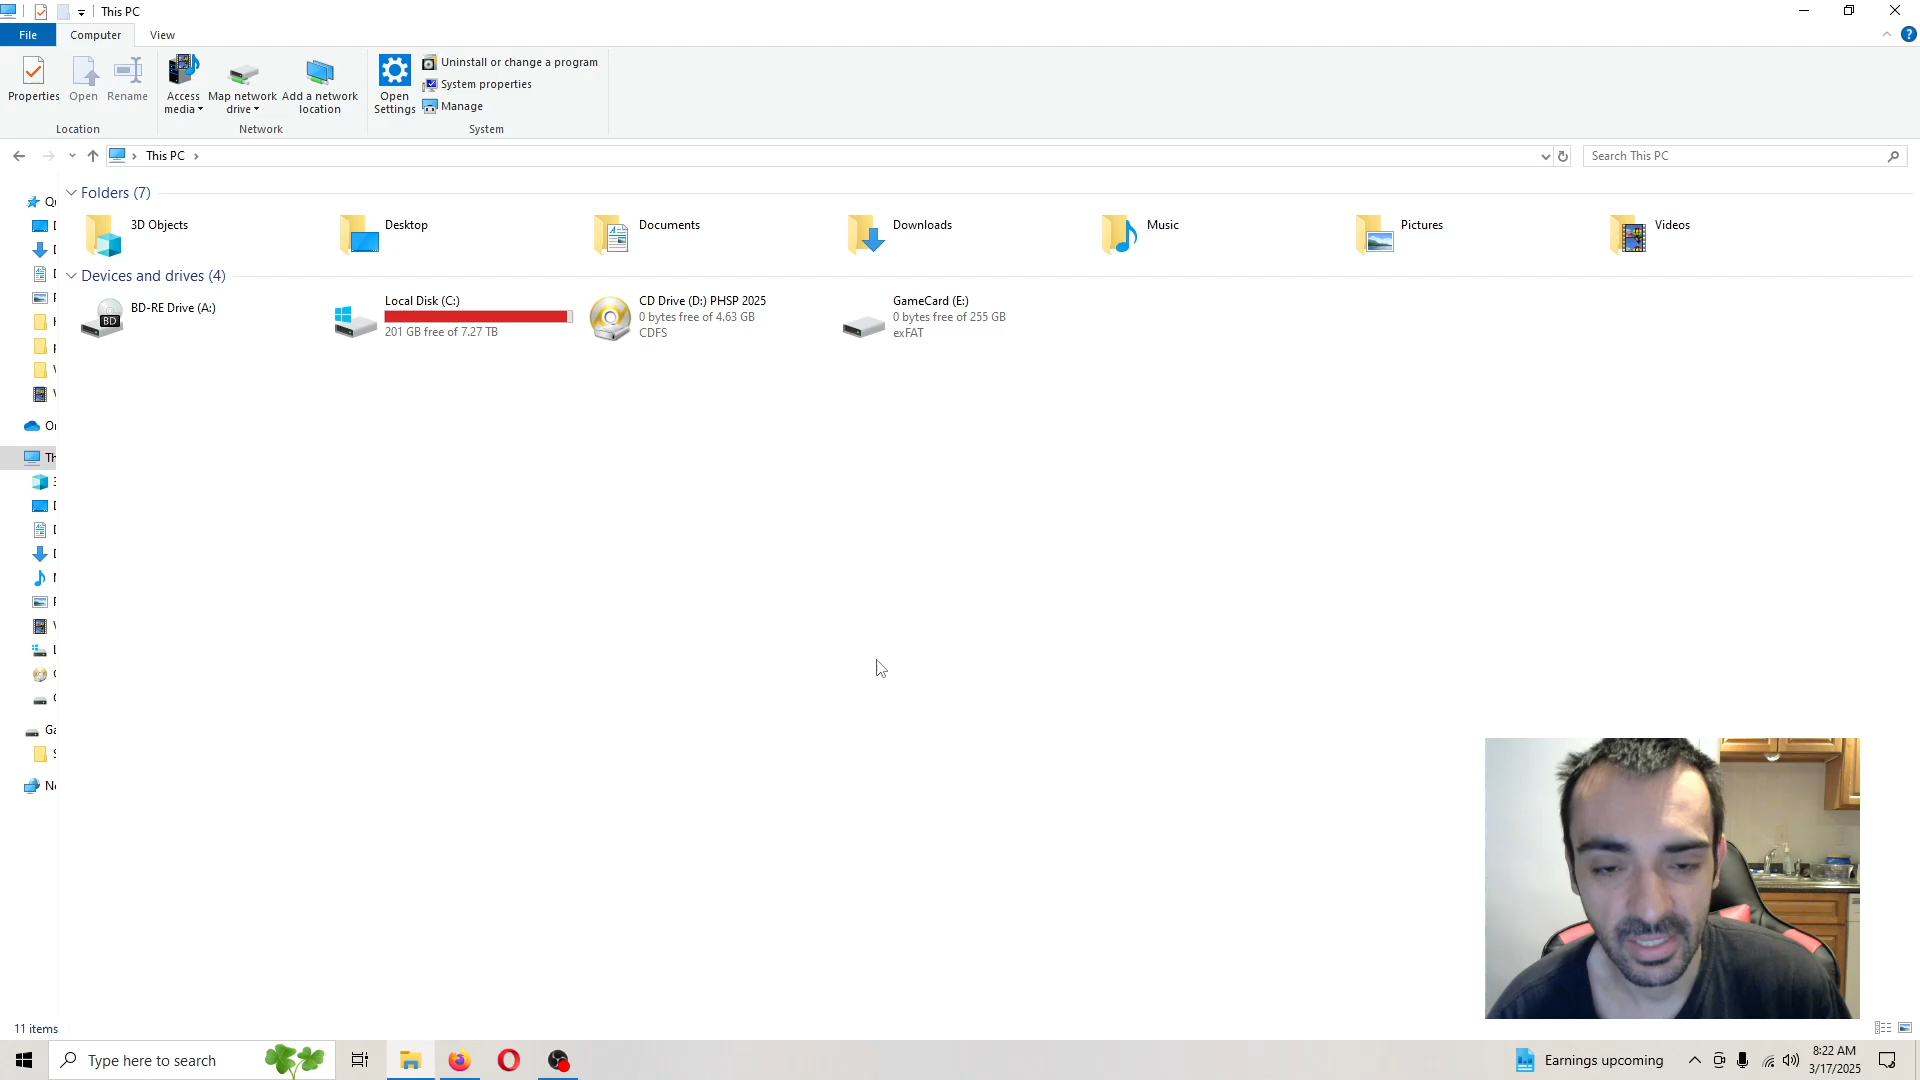 This PC
File Computer View
Properties Open Rename Access media Map network drive Add a network location Open Settings
Uninstall or change a program
System properties
Manage
Location Network System
This PC
Search This PC
Folders (7)
3D Objects Desktop Documents Downloads Music Pictures Videos
Devices and drives (4)
BD-RE Drive (A:)
BD
Local Disk (C:)
201 GB free of 7.27 TB
CD Drive (D:) PHSP 2025
0 bytes free of 4.63 GB
CDFS
GameCard (E:)
0 bytes free of 255 GB
exFAT
11 items
Type here to search
Earnings upcoming
8:22 AM
3/17/2025